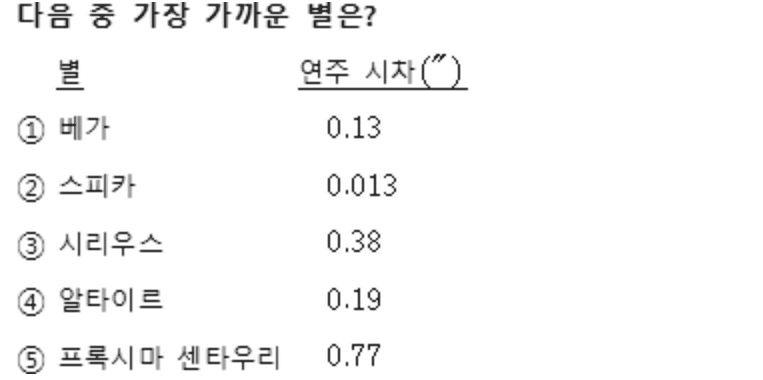 다음 중 가장 가까운 별은?
별 연주 시차(″)
① 베가 0.13
② 스피카 0.013
③ 시리우스 0.38
④ 알타이르 0.19
⑤ 프록시마 센타우리 0.77